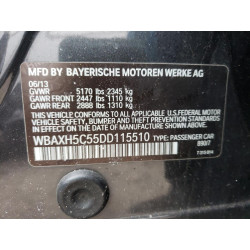 MFD BY BAYERISCHE MOTOREN WERKE AG
06/13
GVWR 5170 lbs 2345 kg
GAWR FRONT 2447 lbs 1110 kg
GAWR REAR 2888 lbs 1310 kg
THIS VEHICLE CONFORMS TO ALL APPLICABLE
FEDERAL MOTOR VEHICLE SAFETY, BUMPER, AND
THEFT PREVENTION STANDARDS IN EFFECT ON THE
DATE OF MANUFACTURE SHOWN ABOVE.
WBAXH5C55DD115510 TYPE: PASSENGER CAR